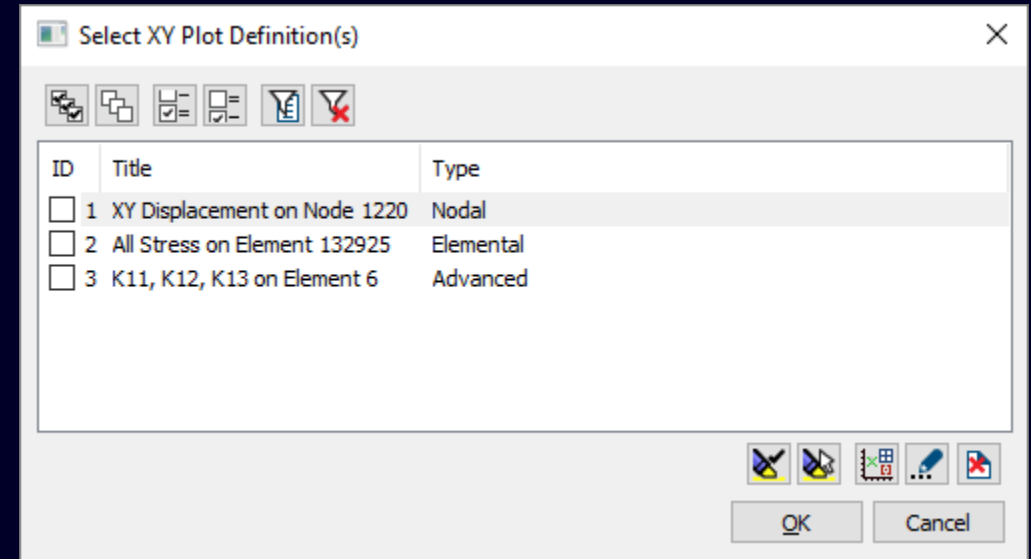 Select XY Plot Definition(s)
ID Title Type
1 XY Displacement on Node 1220 Nodal
2 All Stress on Element 132925 Elemental
3 K11, K12, K13 on Element 6 Advanced
OK Cancel